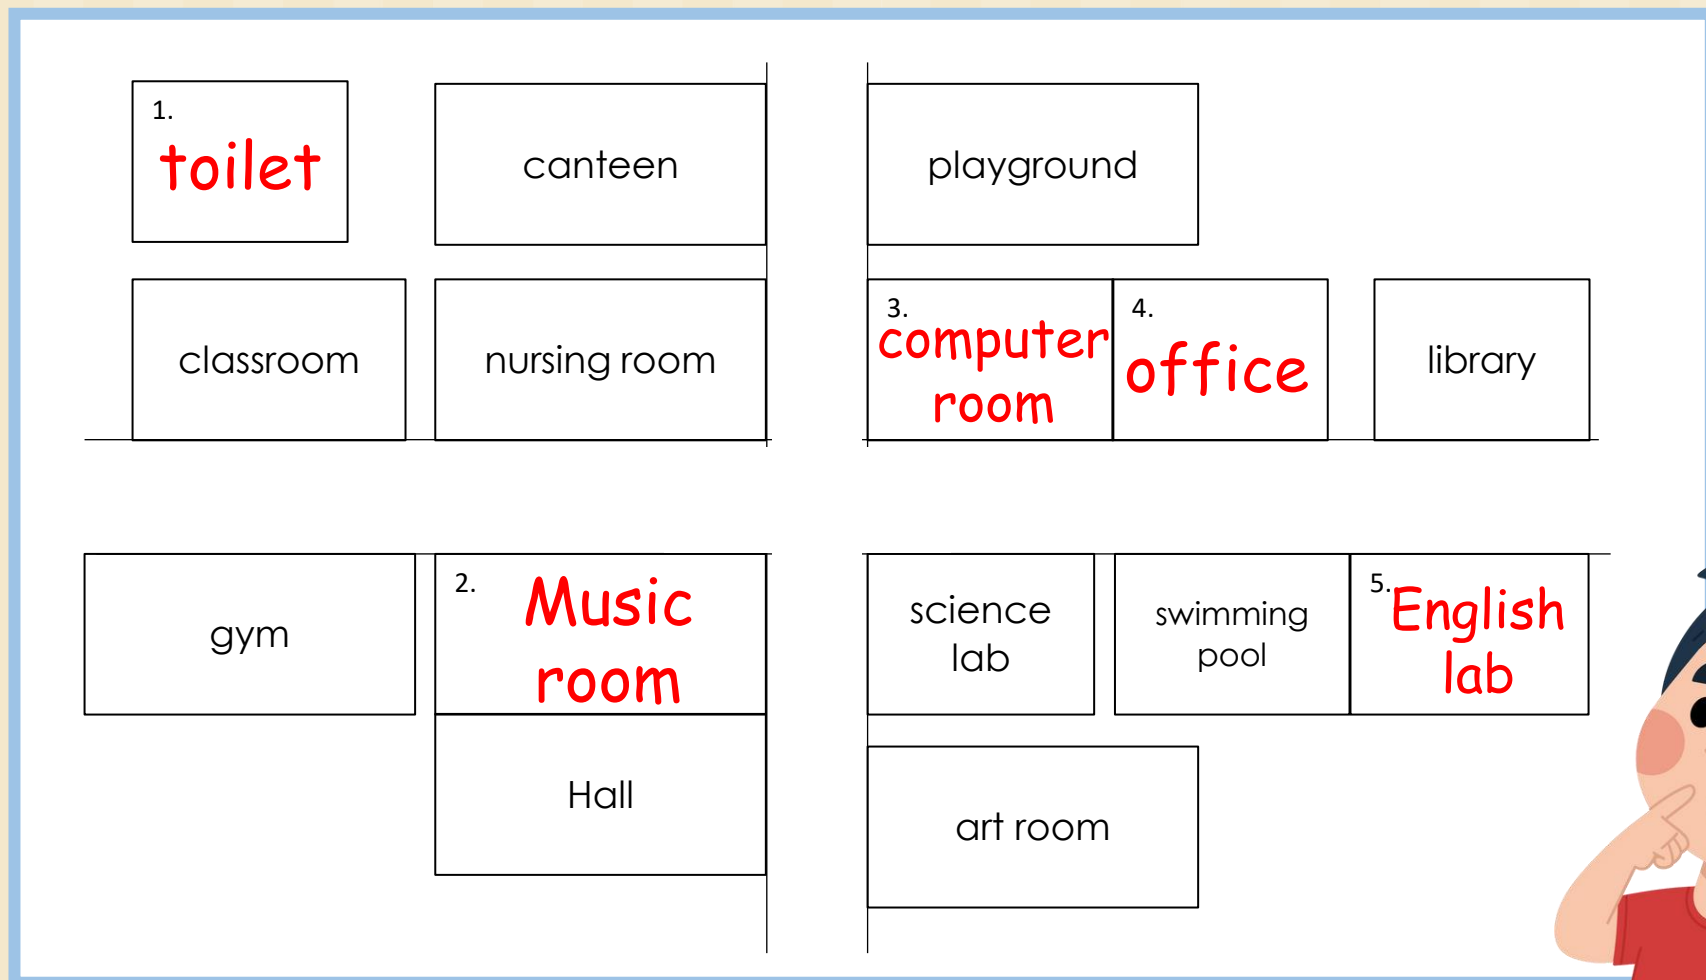 1.
toilet
canteen
playground
classroom
nursing room
3.
computer
room
4.
office
library
gym
2.
Music
room
science
lab
swimming
pool
5.
English
lab
Hall
art room